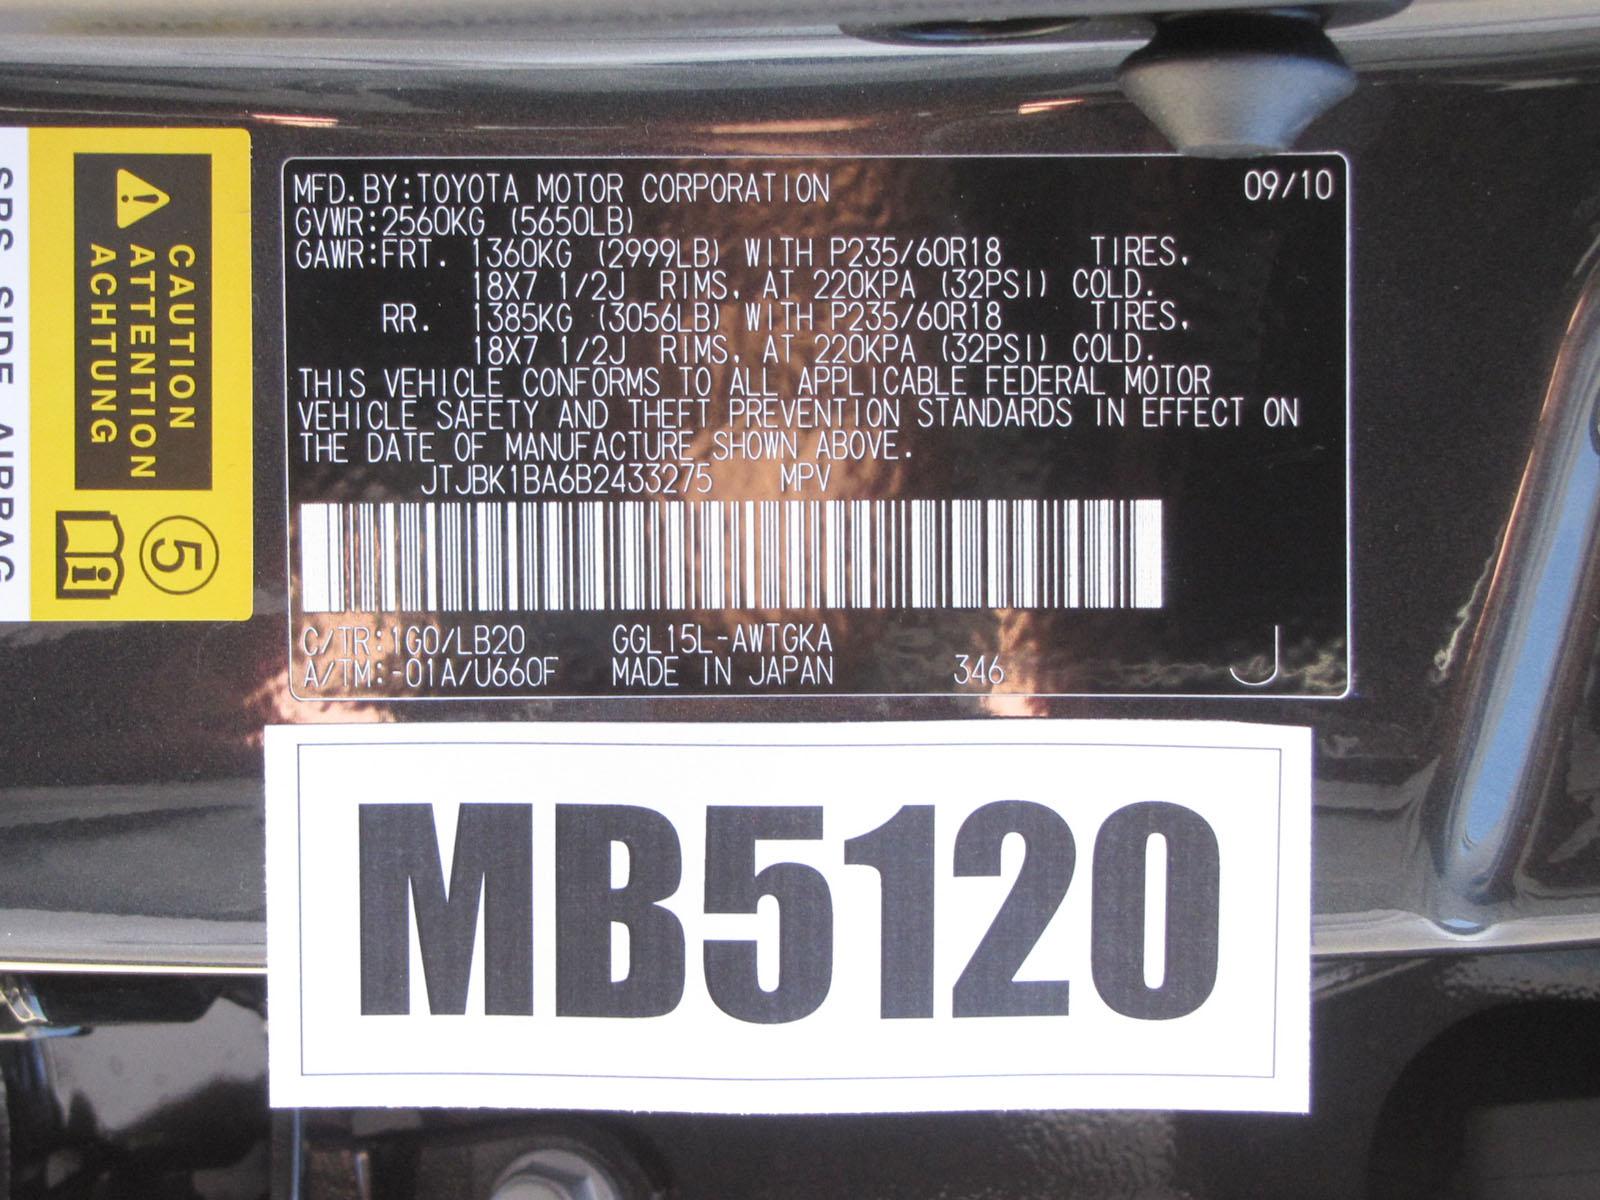 SRS SIDE AIRBAG
CAUTION
ATTENTION
ACHTUNG
5
i
MFD.BY:TOYOTA MOTOR CORPORATION 09/10
GVWR:2560KG (5650LB)
GAWR:FRT. 1360KG (2999LB) WITH P235/60R18 TIRES,
18X7 1/2J RIMS, AT 220KPA (32PSI) COLD.
RR. 1385KG (3056LB) WITH P235/60R18 TIRES,
18X7 1/2J RIMS, AT 220KPA (32PSI) COLD.
THIS VEHICLE CONFORMS TO ALL APPLICABLE FEDERAL MOTOR
VEHICLE SAFETY AND THEFT PREVENTION STANDARDS IN EFFECT ON
THE DATE OF MANUFACTURE SHOWN ABOVE.
JTJBK1BA6B2433275 MPV
C/TR:1G0/LB20 GGL15L-AWTGKA
A/TM:-01A/U660F MADE IN JAPAN 346 J
MB5120